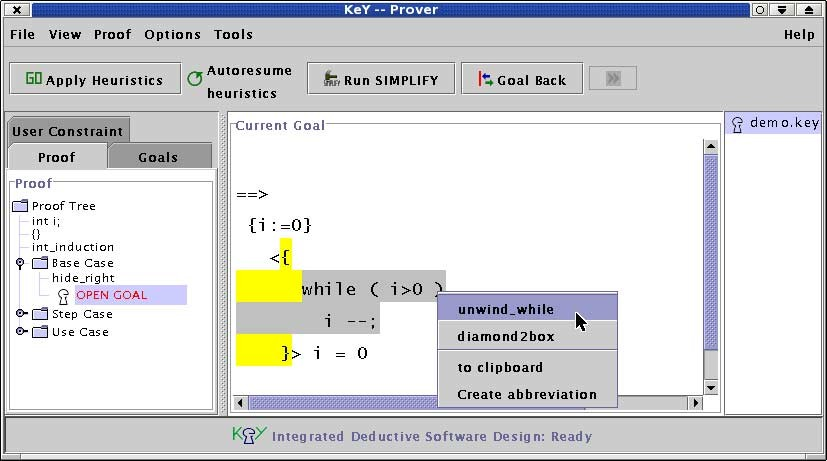 KeY -- Prover
File View Proof Options Tools Help
GO Apply Heuristics
Autoresume
heuristics
Run SIMPLIFY
Goal Back
User Constraint
Proof Goals
Proof
Proof Tree
int i;
{}
int_induction
Base Case
hide_right
OPEN GOAL
Step Case
Use Case
Current Goal
==>
{i:=0}
<{
while ( i>0 )
i --;
}> i = 0
unwind_while
diamond2box
to clipboard
Create abbreviation
demo.key
KeY Integrated Deductive Software Design: Ready